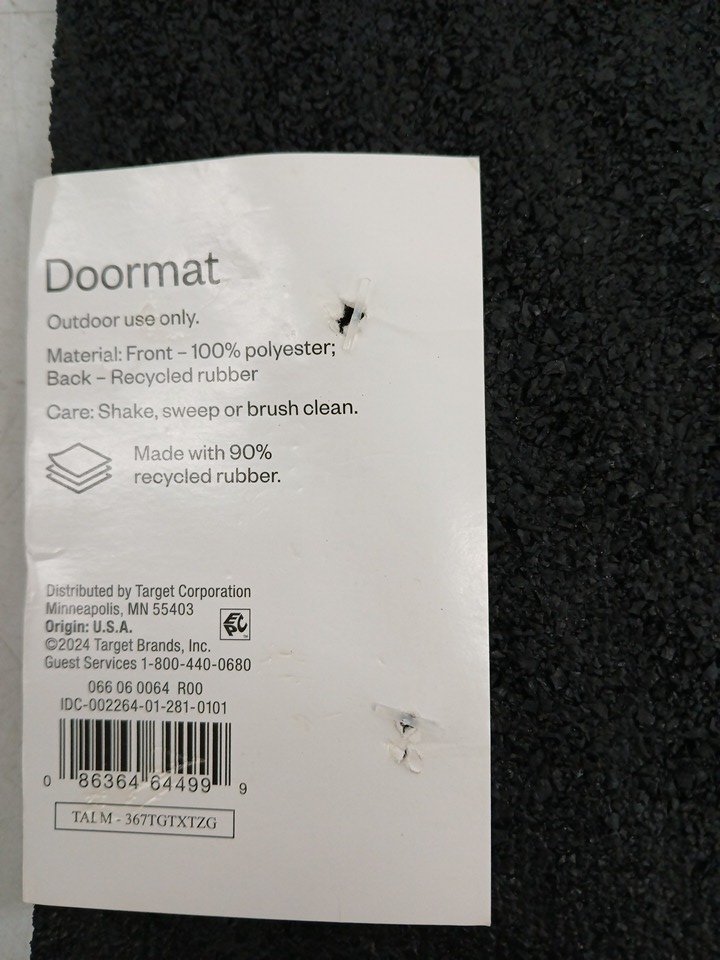 Doormat
Outdoor use only.
Material: Front – 100% polyester;
Back – Recycled rubber
Care: Shake, sweep or brush clean.
Made with 90%
recycled rubber.
Distributed by Target Corporation
Minneapolis, MN 55403
Origin: U.S.A.
©2024 Target Brands, Inc.
Guest Services 1-800-440-0680
EPC
066 06 0064 R00
IDC-002264-01-281-0101
0 86364 64499 9
- 367TGTXTZG